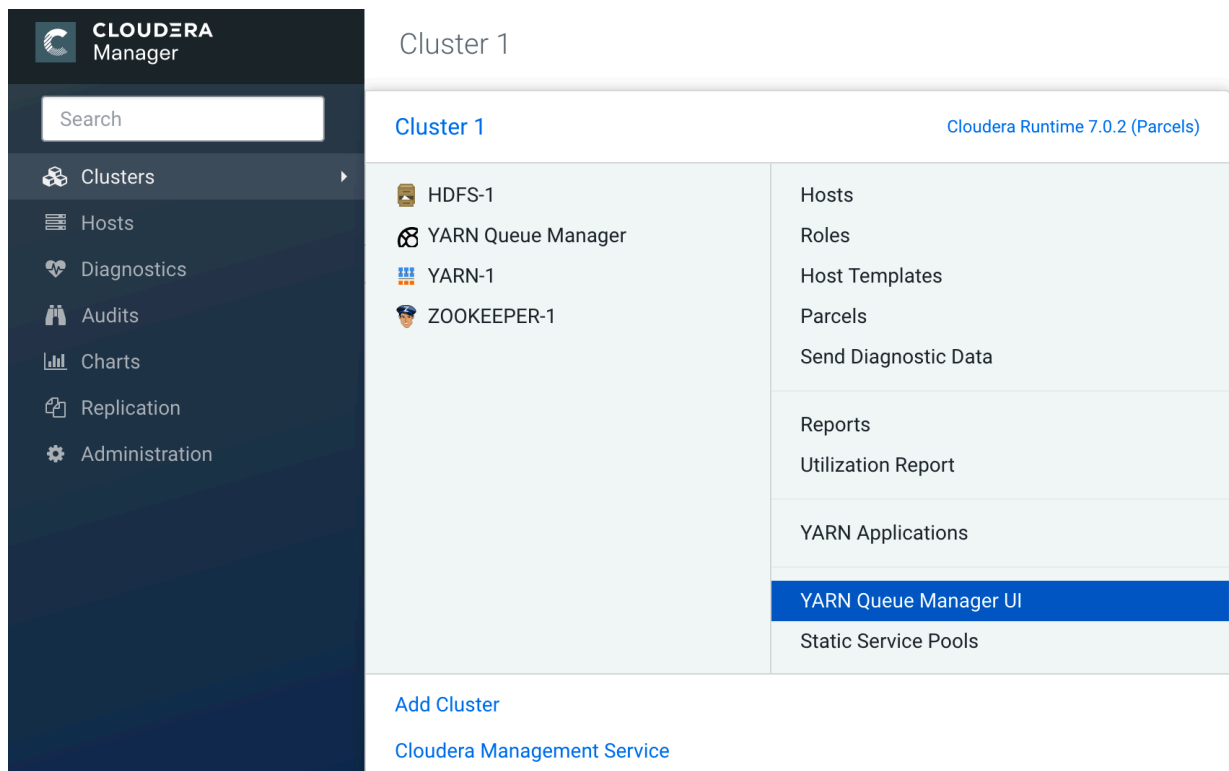 CLOUDERA
Manager
Search
Clusters
Hosts
Diagnostics
Audits
Charts
Replication
Administration
Cluster 1
Cluster 1
Cloudera Runtime 7.0.2 (Parcels)
HDFS-1
YARN Queue Manager
YARN-1
ZOOKEEPER-1
Hosts
Roles
Host Templates
Parcels
Send Diagnostic Data
Reports
Utilization Report
YARN Applications
YARN Queue Manager UI
Static Service Pools
Add Cluster
Cloudera Management Service